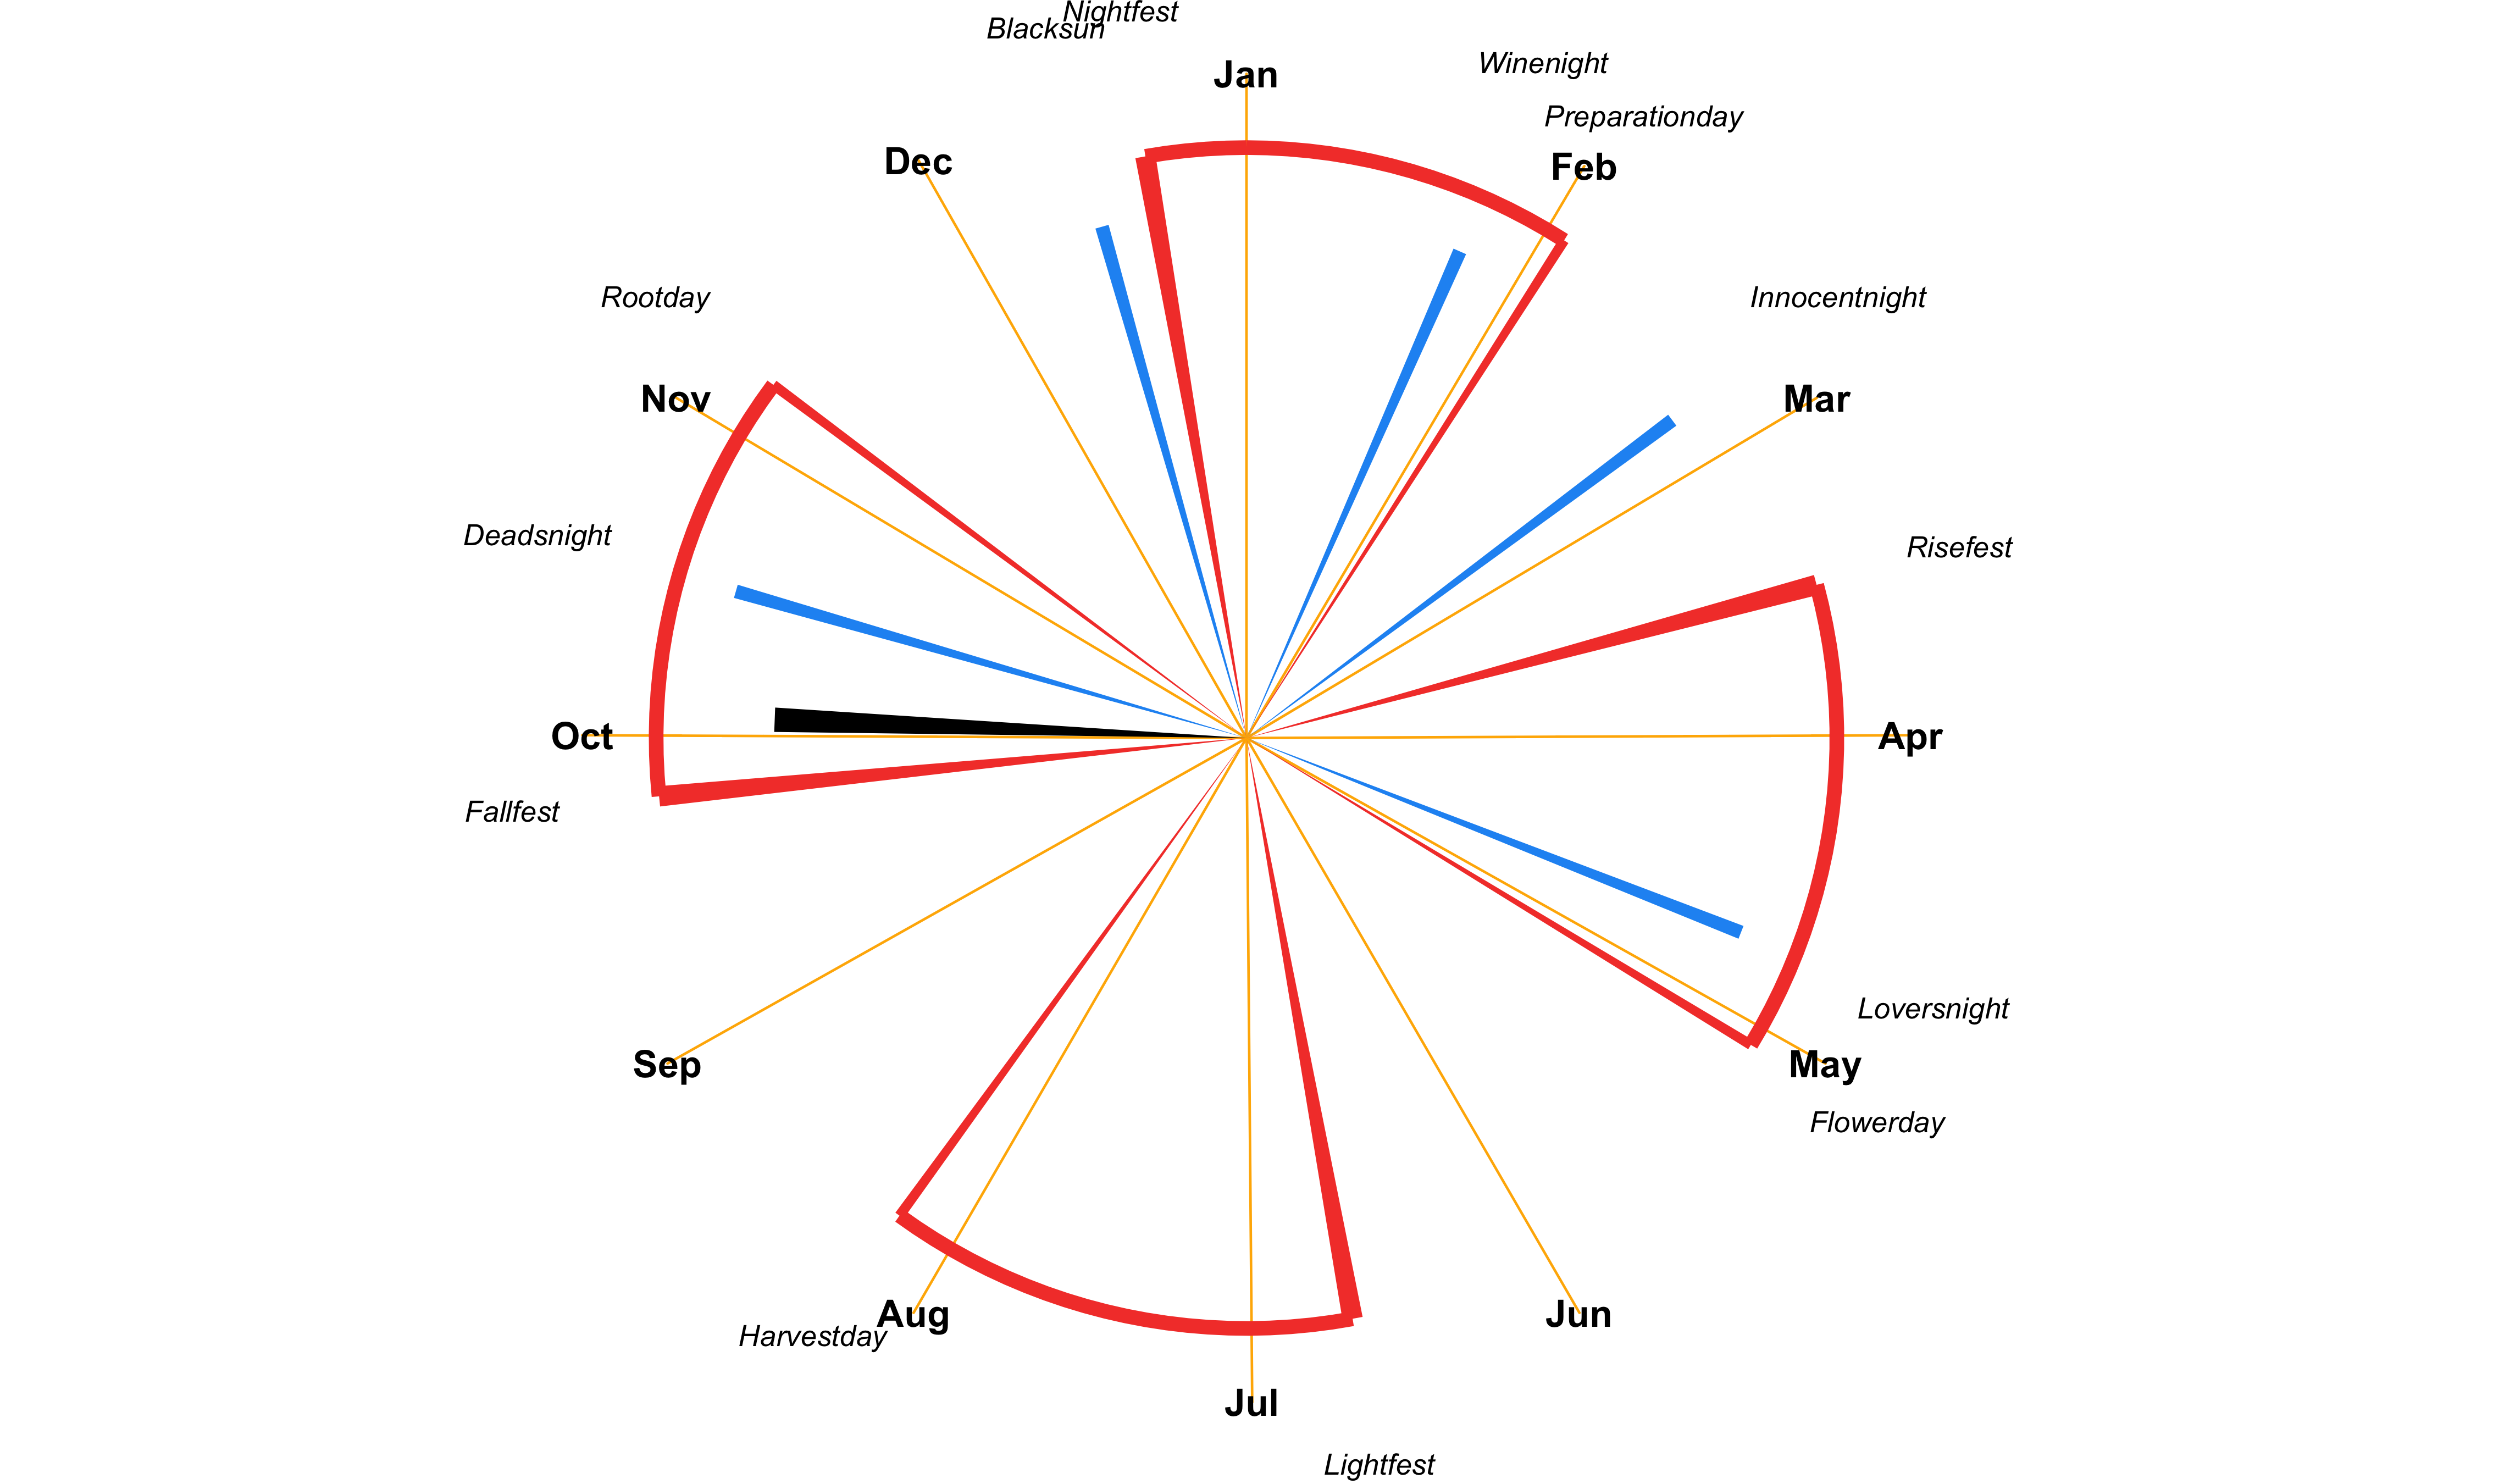 Nightfest
Blacksun
Jan
Winenight
Preparationday
Dec
Feb
Rootday
Innocentnight
Nov
Mar
Deadsnight
Risefest
Oct
Apr
Fallfest
Loversnight
Sep
May
Flowerday
Aug
Jun
Harvestday
Jul
Lightfest